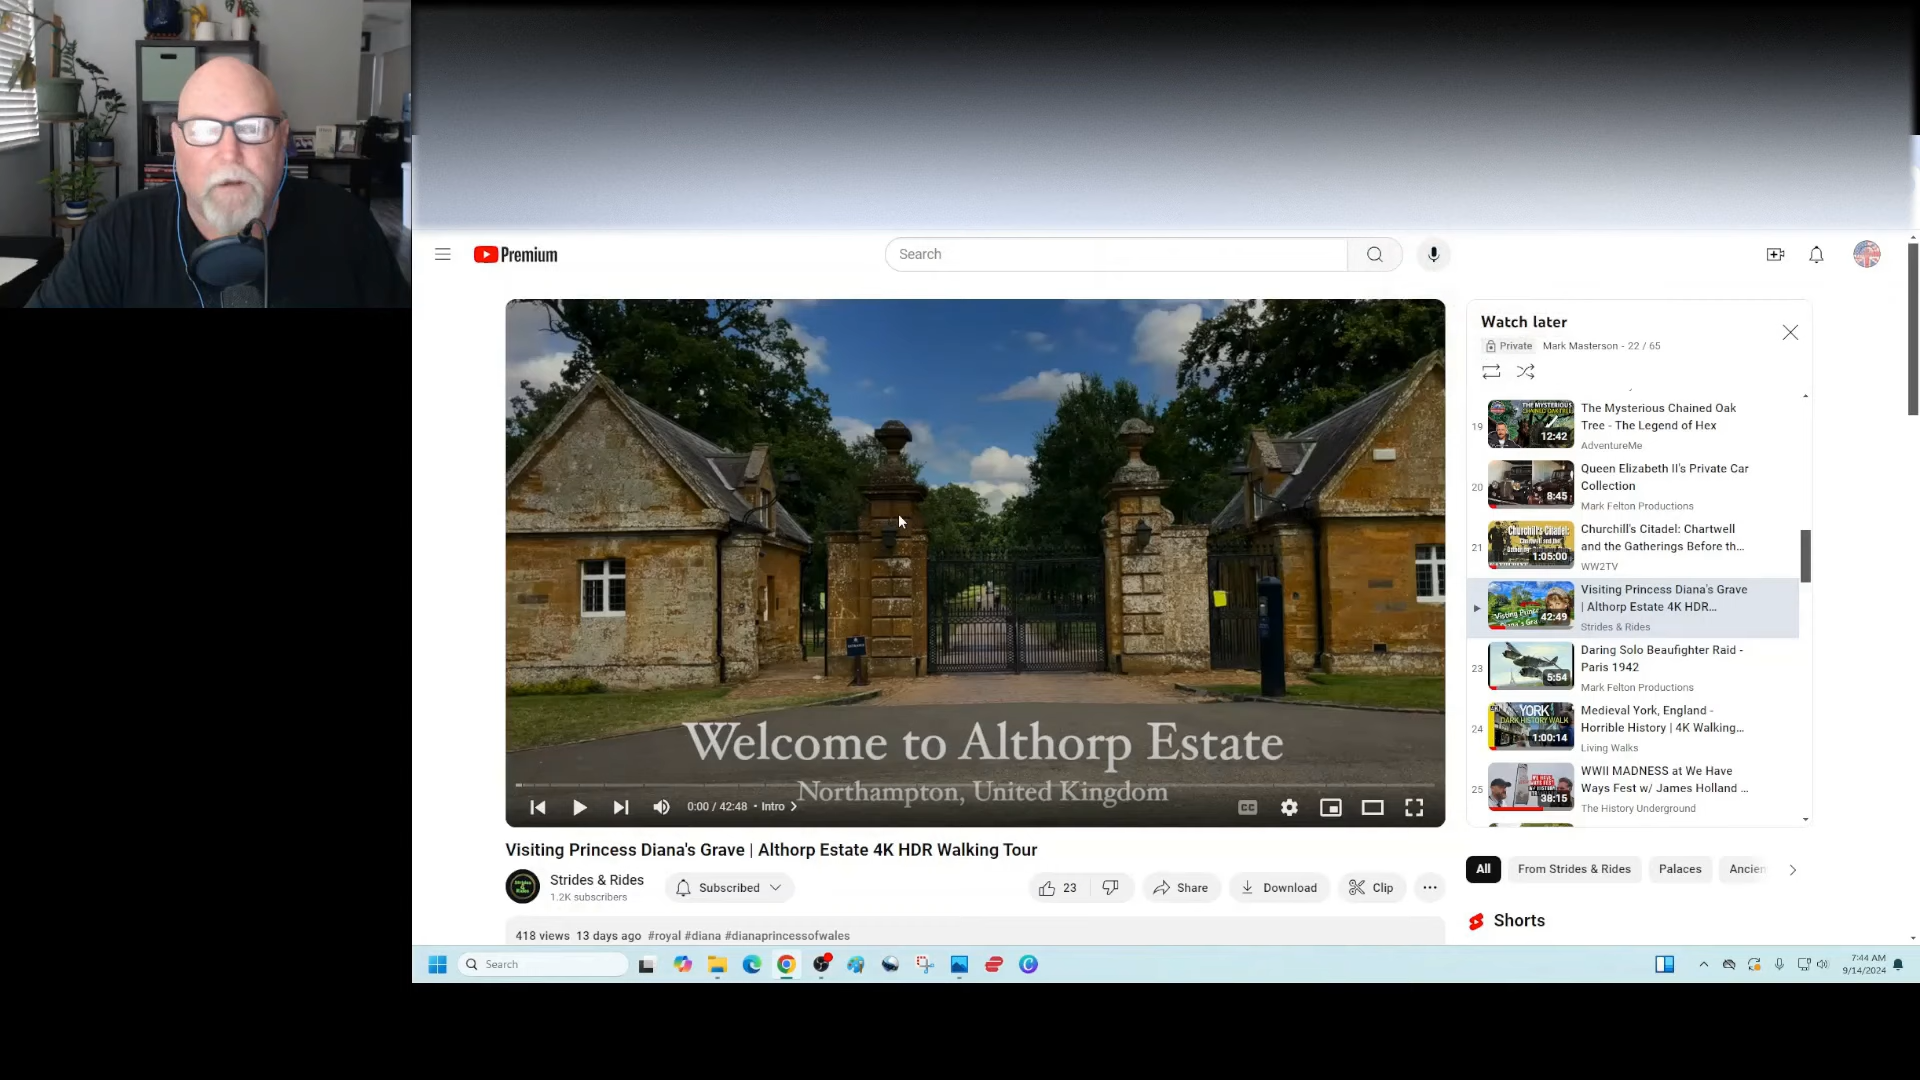 Premium
Search
Welcome to Althorp Estate
Northampton, United Kingdom
0:00 / 42:48 • Intro
Visiting Princess Diana's Grave | Althorp Estate 4K HDR Walking Tour
Strides & Rides
1.2K subscribers
Subscribed
23
Share
Download
Clip
418 views 13 days ago #royal #diana #dianaprincessofwales
Watch later
Private
Mark Masterson - 22 / 65
19
12:42
The Mysterious Chained Oak
Tree - The Legend of Hex
AdventureMe
20
8:45
Queen Elizabeth II's Private Car
Collection
Mark Felton Productions
21
1:05:00
Churchill's Citadel: Chartwell
and the Gatherings Before th...
WW2TV
42:49
Visiting Princess Diana's Grave
| Althorp Estate 4K HDR...
Strides & Rides
23
5:54
Daring Solo Beaufighter Raid -
Paris 1942
Mark Felton Productions
24
YORK
DARK HISTORY WALK
1:00:14
Medieval York, England -
Horrible History | 4K Walking...
Living Walks
25
38:15
WWII MADNESS at We Have
Ways Fest w/ James Holland ...
The History Underground
All
From Strides & Rides
Palaces
Ancien
Shorts
Search
7:44 AM
9/14/2024